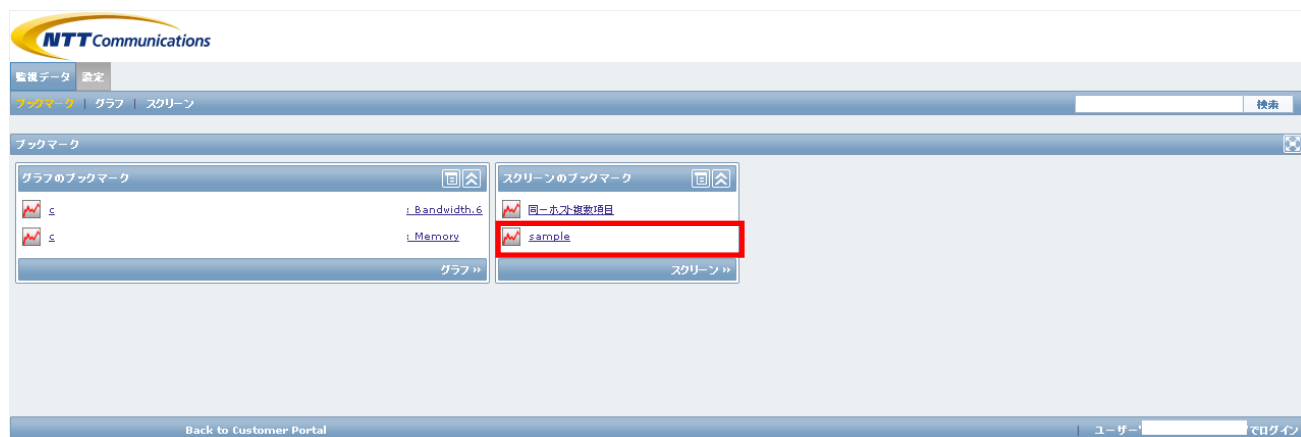 NTT Communications
監視データ 設定
ブックマーク | グラフ | スクリーン 検索
ブックマーク
グラフのブックマーク
c : Bandwidth.6
c : Memory
グラフ »
スクリーンのブックマーク
同一ホスト複数項目
sample
スクリーン »
Back to Customer Portal | ユーザー' 'でログイン